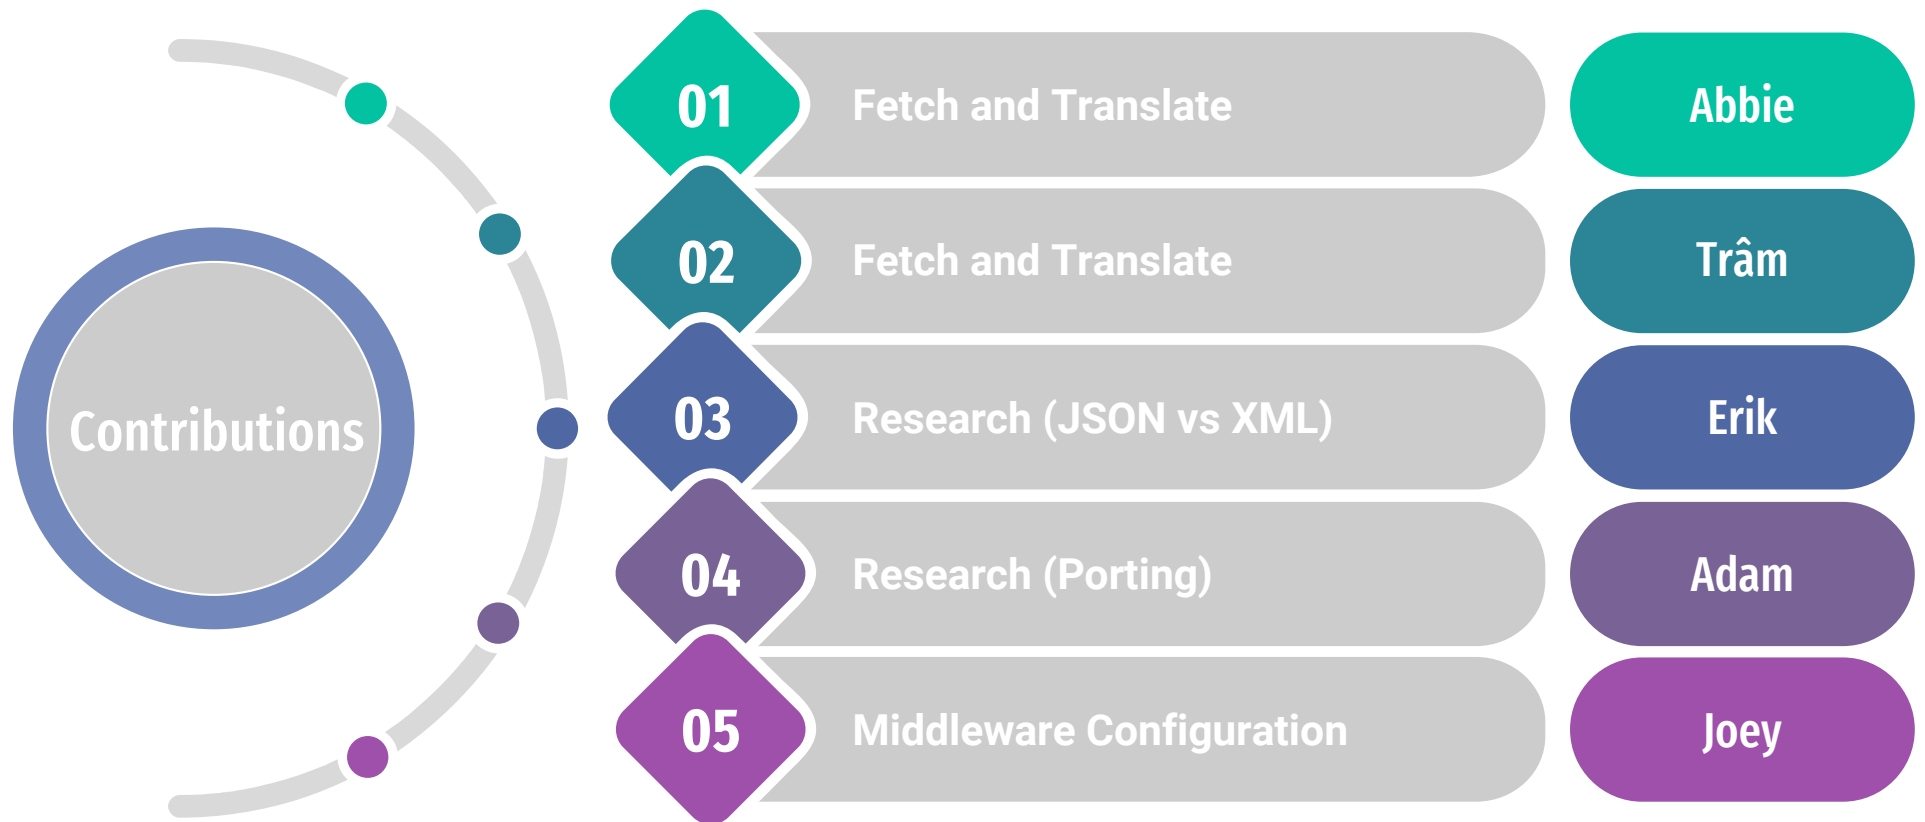 Contributions
01
Fetch and Translate
Abbie
02
Fetch and Translate
Trâm
03
Research (JSON vs XML)
Erik
04
Research (Porting)
Adam
05
Middleware Configuration
Joey